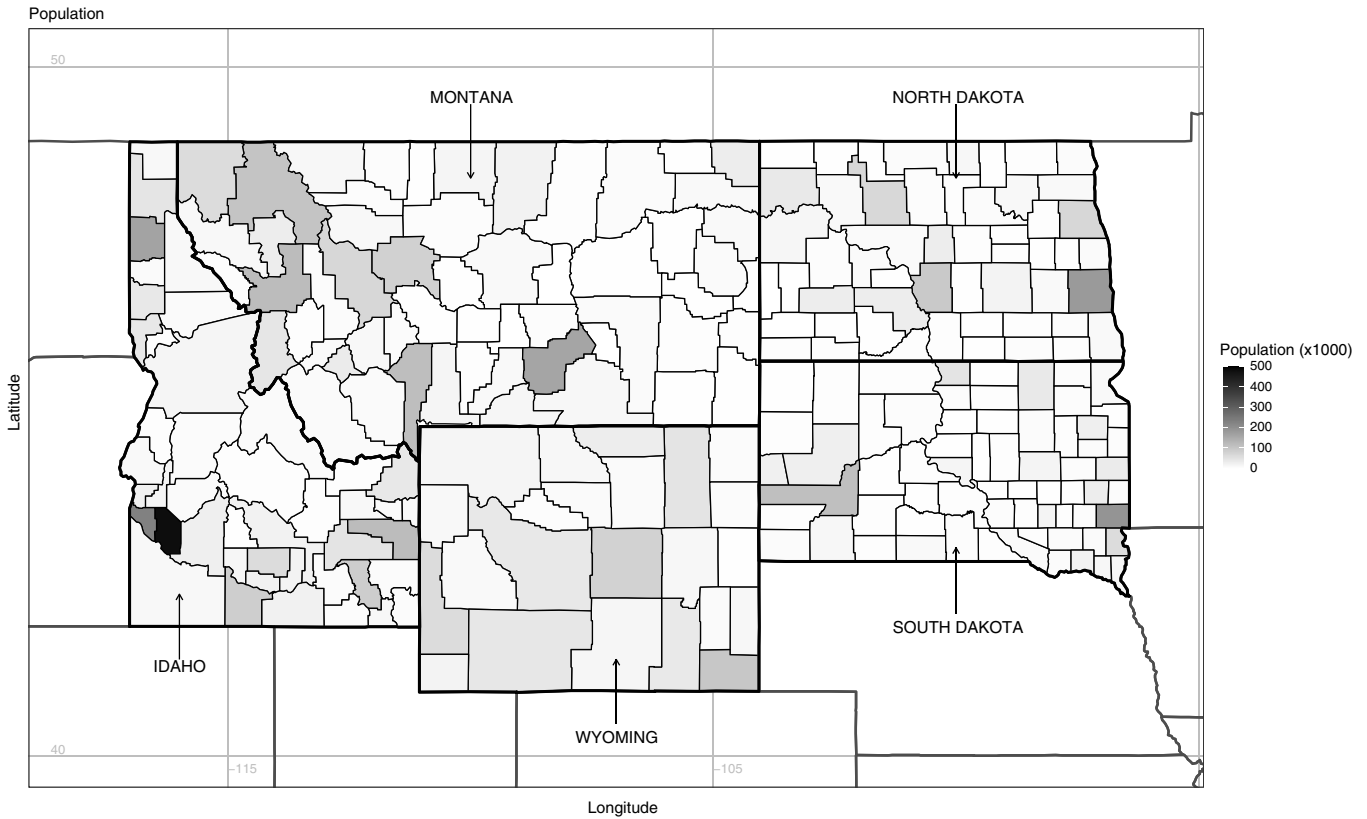 Population
50
MONTANA
NORTH DAKOTA
Population (x1000)
500
400
300
200
100
0
Latitude
SOUTH DAKOTA
IDAHO
WYOMING
40
−115
−105
Longitude